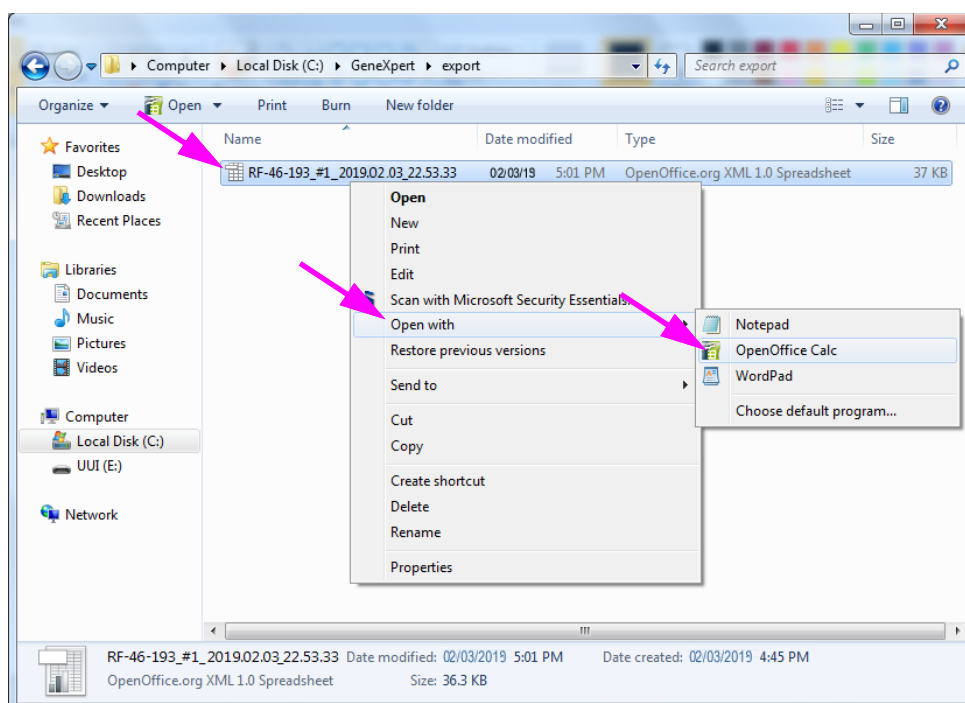 Computer Local Disk (C:) GeneXpert export Search export
Organize Open Print Burn New folder
Name Date modified Type Size
RF-46-193_#1_2019.02.03_22.53.33 02/03/19 5:01 PM OpenOffice.org XML 1.0 Spreadsheet 37 KB
Favorites
Desktop
Downloads
Recent Places
Libraries
Documents
Music
Pictures
Videos
Computer
Local Disk (C:)
UUI (E:)
Network
Open
New
Print
Edit
Scan with Microsoft Security Essentials...
Open with
Restore previous versions
Send to
Cut
Copy
Create shortcut
Delete
Rename
Properties
Notepad
OpenOffice Calc
WordPad
Choose default program...
RF-46-193_#1_2019.02.03_22.53.33 Date modified: 02/03/2019 5:01 PM Date created: 02/03/2019 4:45 PM
OpenOffice.org XML 1.0 Spreadsheet Size: 36.3 KB